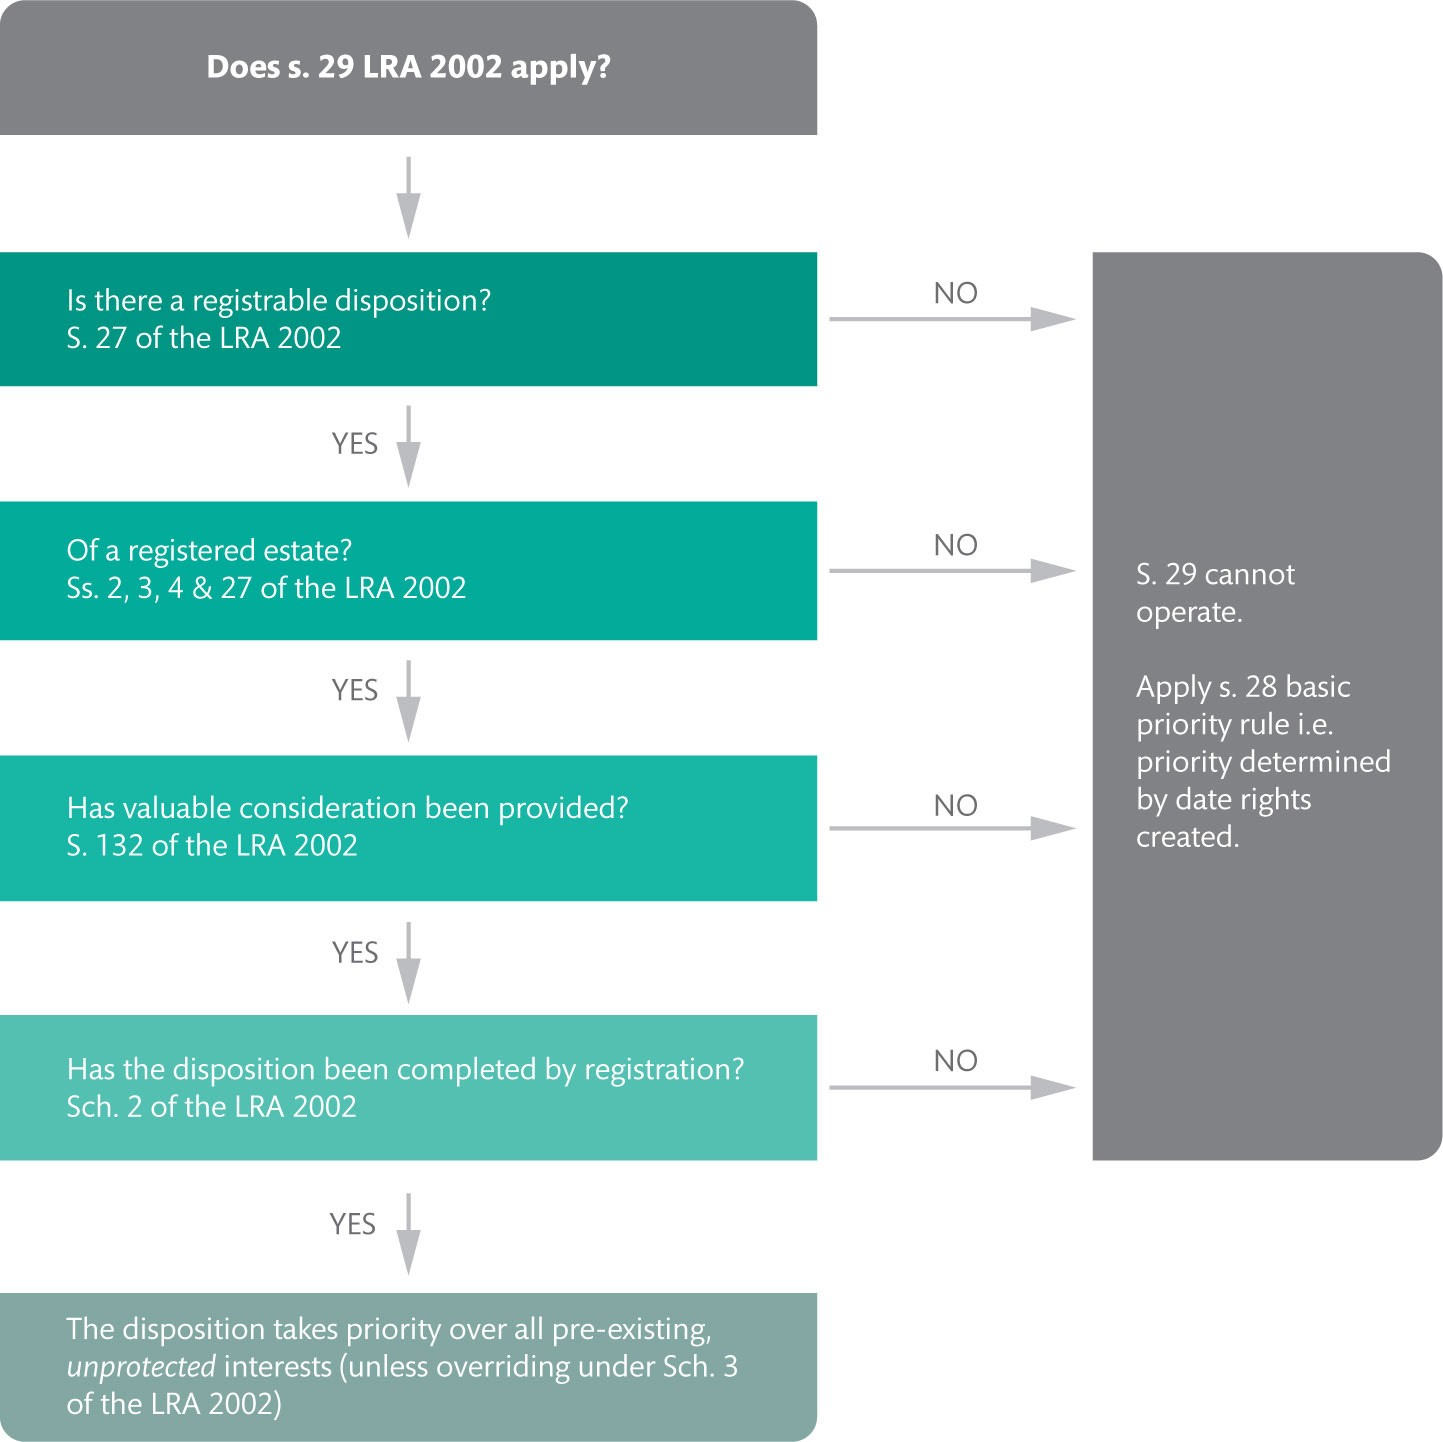 Does s. 29 LRA 2002 apply?
Is there a registrable disposition?
S. 27 of the LRA 2002
NO
YES
Of a registered estate?
Ss. 2, 3, 4 & 27 of the LRA 2002
NO
YES
Has valuable consideration been provided?
S. 132 of the LRA 2002
NO
YES
Has the disposition been completed by registration?
Sch. 2 of the LRA 2002
NO
YES
The disposition takes priority over all pre-existing,
unprotected interests (unless overriding under Sch. 3
of the LRA 2002)
S. 29 cannot
operate.
Apply s. 28 basic
priority rule i.e.
priority determined
by date rights
created.